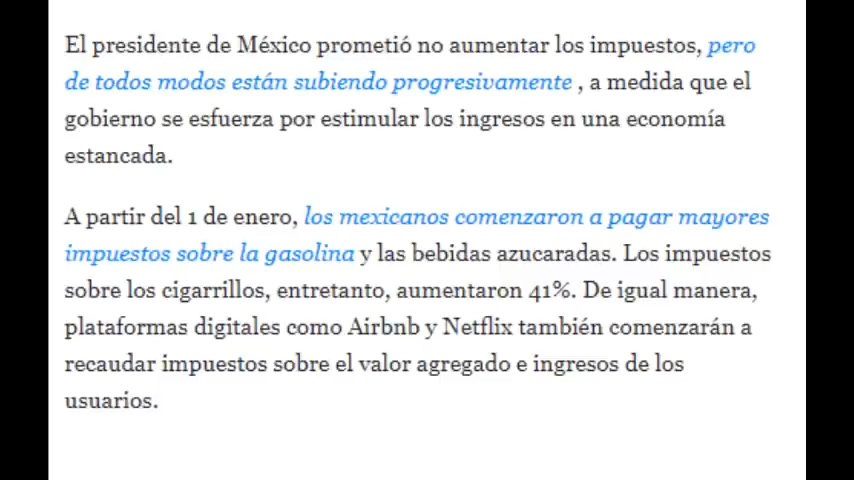 El presidente de México prometió no aumentar los impuestos, pero
de todos modos están subiendo progresivamente , a medida que el
gobierno se esfuerza por estimular los ingresos en una economía
estancada.
A partir del 1 de enero, los mexicanos comenzaron a pagar mayores
impuestos sobre la gasolina y las bebidas azucaradas. Los impuestos
sobre los cigarrillos, entretanto, aumentaron 41%. De igual manera,
plataformas digitales como Airbnb y Netflix también comenzarán a
recaudar impuestos sobre el valor agregado e ingresos de los
usuarios.